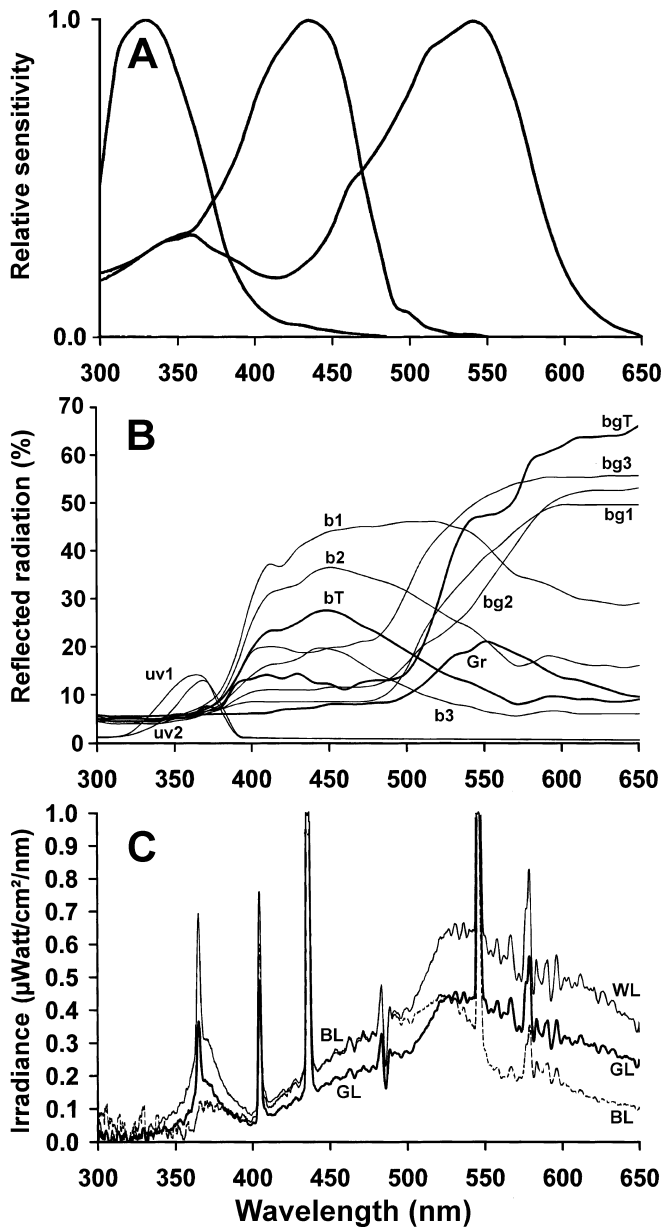 1.0
A
Relative sensitivity
0.0
300 350 400 450 500 550 600 650
70
B
bgT
60
bg3
50
b1
bg1
Reflected radiation (%)
40
b2
30
bT
bg2
20
uv1
Gr
10
uv2
b3
0
300 350 400 450 500 550 600 650
1.0
C
0.9
0.8
0.7
0.6
Irradiance (µWatt/cm²/nm)
0.5
WL
0.4
BL
0.3
GL
GL
0.2
BL
0.1
0.0
300 350 400 450 500 550 600 650
Wavelength (nm)